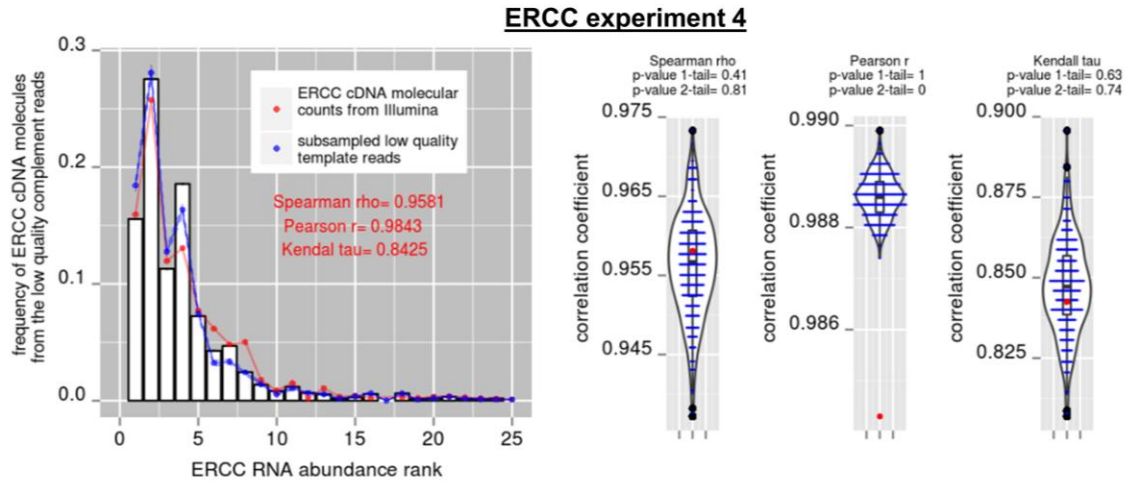 ERCC experiment 4
frequency of ERCC cDNA molecules
from the low quality complement reads
0.3
0.2
0.1
0.0
ERCC cDNA molecular
counts from Illumina
subsampled low quality
template reads
Spearman rho= 0.9581
Pearson r= 0.9843
Kendal tau= 0.8425
0
5
10
15
20
25
ERCC RNA abundance rank
Spearman rho
p-value 1-tail= 0.41
p-value 2-tail= 0.81
correlation coefficient
0.975
0.965
0.955
0.945
Pearson r
p-value 1-tail= 1
p-value 2-tail= 0
correlation coefficient
0.990
0.988
0.986
Kendall tau
p-value 1-tail= 0.63
p-value 2-tail= 0.74
correlation coefficient
0.900
0.875
0.850
0.825